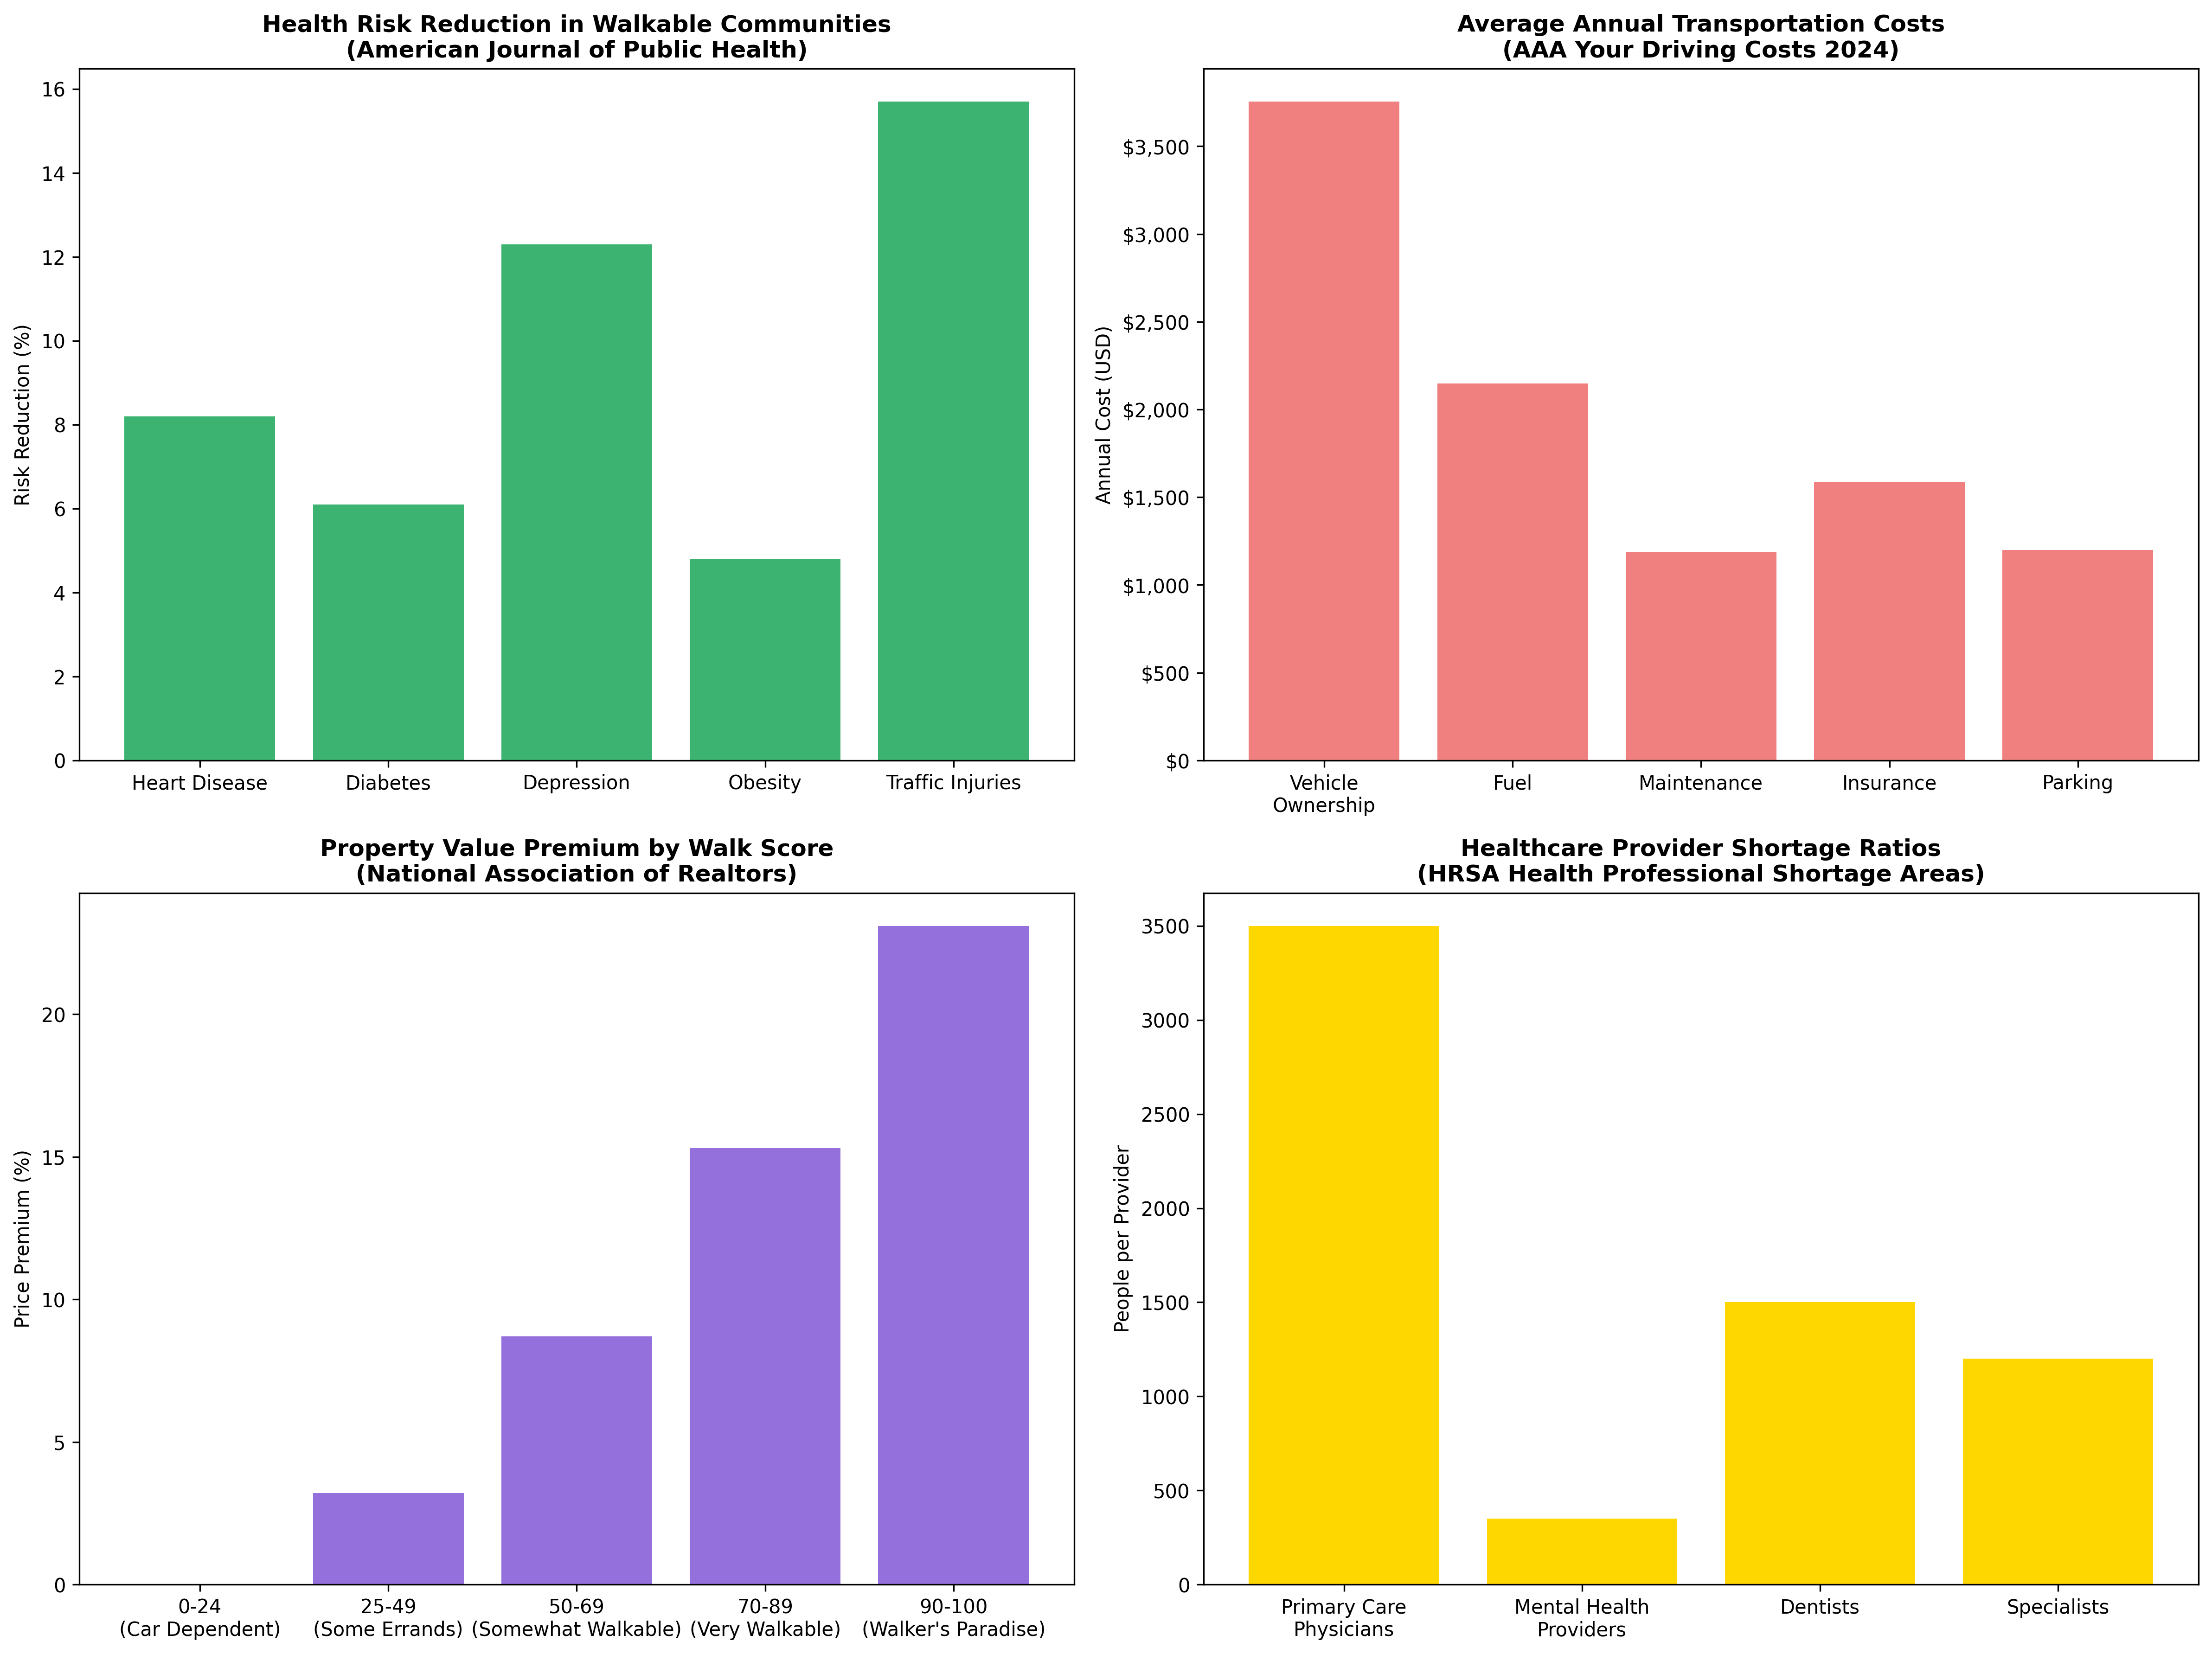 Health Risk Reduction in Walkable Communities
(American Journal of Public Health)
Risk Reduction (%)
16
14
12
10
8
6
4
2
0
Heart Disease
Diabetes
Depression
Obesity
Traffic Injuries
Average Annual Transportation Costs
(AAA Your Driving Costs 2024)
Annual Cost (USD)
$3,500
$3,000
$2,500
$2,000
$1,500
$1,000
$500
$0
Vehicle
Ownership
Fuel
Maintenance
Insurance
Parking
Property Value Premium by Walk Score
(National Association of Realtors)
Price Premium (%)
20
15
10
5
0
0-24
(Car Dependent)
25-49
(Some Errands)
50-69
(Somewhat Walkable)
70-89
(Very Walkable)
90-100
(Walker's Paradise)
Healthcare Provider Shortage Ratios
(HRSA Health Professional Shortage Areas)
People per Provider
3500
3000
2500
2000
1500
1000
500
0
Primary Care
Physicians
Mental Health
Providers
Dentists
Specialists